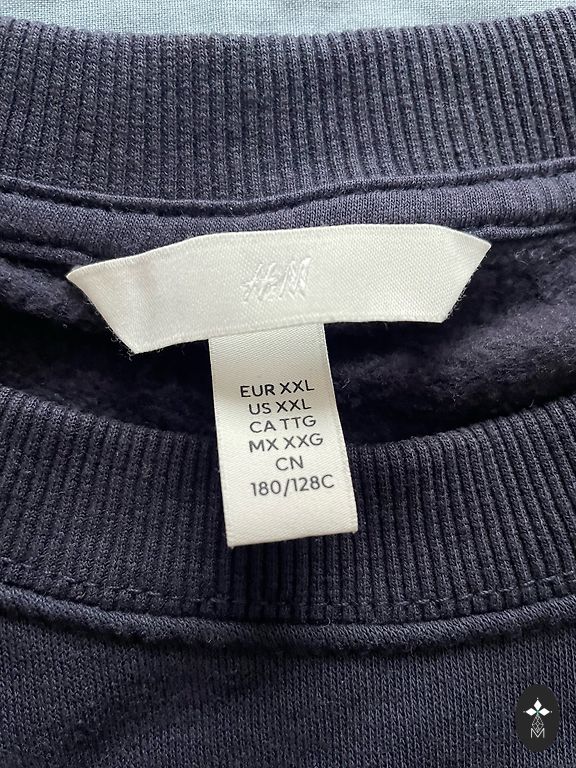 H&M
EUR XXL
US XXL
CA TTG
MX XXG
CN
180/128C
M